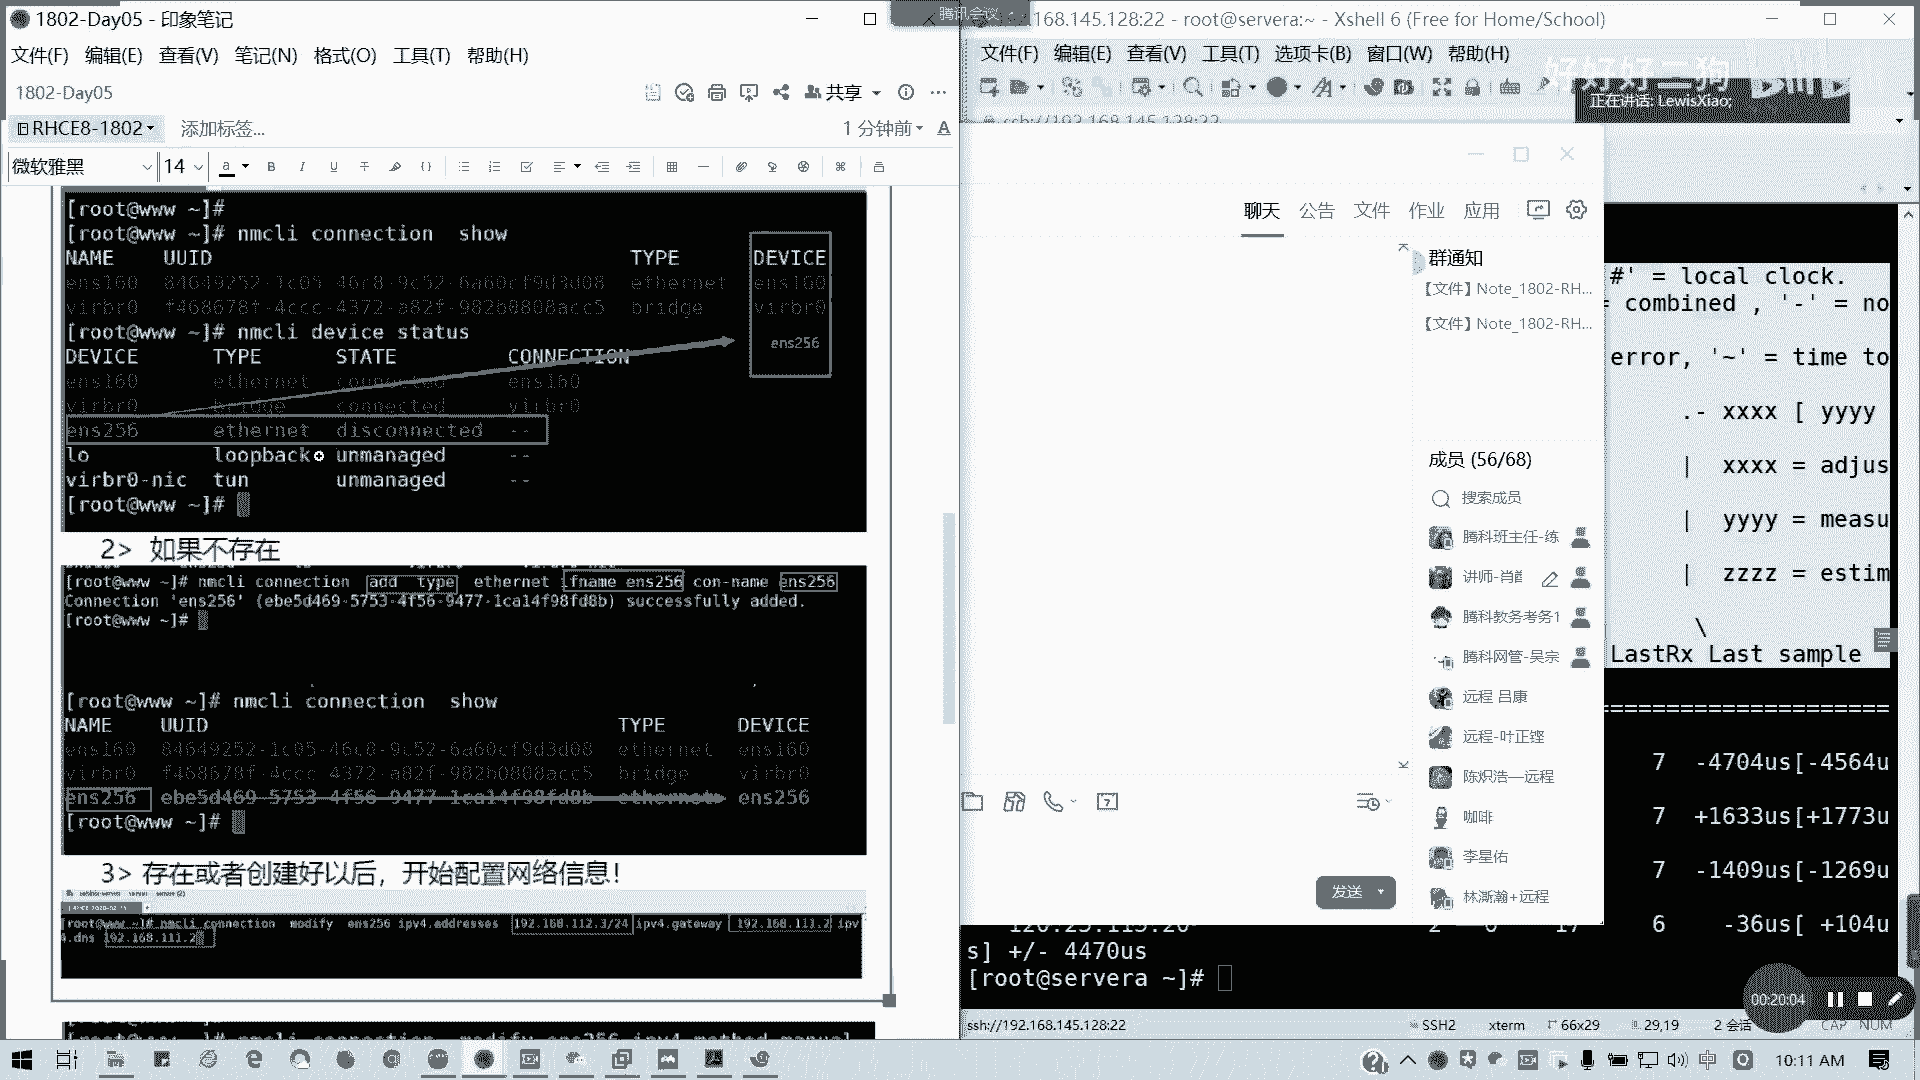 1802-Day05 - 印象笔记
文件(F) 编辑(E) 查看(V) 笔记(N) 格式(O) 工具(T) 帮助(H)
1802-Day05
共享
RHCE8-1802
添加标签...
1 分钟前
微软雅黑
14
[root@www ~]#
[root@www ~]# nmcli connection  show
NAME UUID TYPE DEVICE
ens160 84649252-1c05-46c8-9c52-6a60cf9d3d08 ethernet ens160
virbr0 f468678f-4ccc-4372-a82f-982b0808acc5 bridge virbr0
[root@www ~]# nmcli device status
ens256
DEVICE TYPE STATE CONNECTION
ens160 ethernet connected ens160
virbr0 bridge connected virbr0
ens256 ethernet disconnected --
lo loopback unmanaged --
virbr0-nic tun unmanaged --
[root@www ~]#
2> 如果不存在
[root@www ~]# nmcli connection add type ethernet ifname ens256 con-name ens256
Connection 'ens256' (ebe5d469-5753-4f56-9477-1ca14f98fd8b) successfully added.
[root@www ~]#
[root@www ~]# nmcli connection  show
NAME UUID TYPE DEVICE
ens160 84649252-1c05-46c8-9c52-6a60cf9d3d08 ethernet ens160
virbr0 f468678f-4ccc-4372-a82f-982b0808acc5 bridge virbr0
ens256 ebe5d469-5753-4f56-9477-1ca14f98fd8b ethernet ens256
[root@www ~]#
3> 存在或者创建好以后，开始配置网络信息！
[root@www ~]# nmcli connection modify ens256 ipv4.addresses 192.168.112.3/24 ipv4.gateway 192.168.111.2 ipv
4.dns 192.168.111.2
腾讯会议
192.168.145.128:22 - root@servera:~ - Xshell 6 (Free for Home/School)
文件(F) 编辑(E) 查看(V) 工具(T) 选项卡(B) 窗口(W) 帮助(H)
好好好二狗
正在讲话: LewisXiao;
ssh://192.168.145.128:22
聊天 公告 文件 作业 应用
群通知
【文件】Note_1802-RH...
【文件】Note_1802-RH...
成员 (56/68)
搜索成员
腾科班主任-练
讲师-肖
腾科教务考务1
腾科网管-吴宗
远程 吕康
远程-叶正铿
陈炽浩—远程
咖啡
李星佑
林澌瀚+远程
发送
#' = local clock.
= combined , '-' = no
error, '~' = time to
.- xxxx [ yyyy
|  xxxx = adjus
|  yyyy = measu
|  zzzz = estim
\
LastRx Last sample
=====================
7  -4704us[-4564u
7  +1633us[+1773u
7  -1409us[-1269u
6    -36us[ +104u
s] +/- 4470us
[root@servera ~]#
00:20:04
ssh://192.168.145.128:22 SSH2 xterm 66x29 29,19 2 会话 CAP NUM
中
10:11 AM